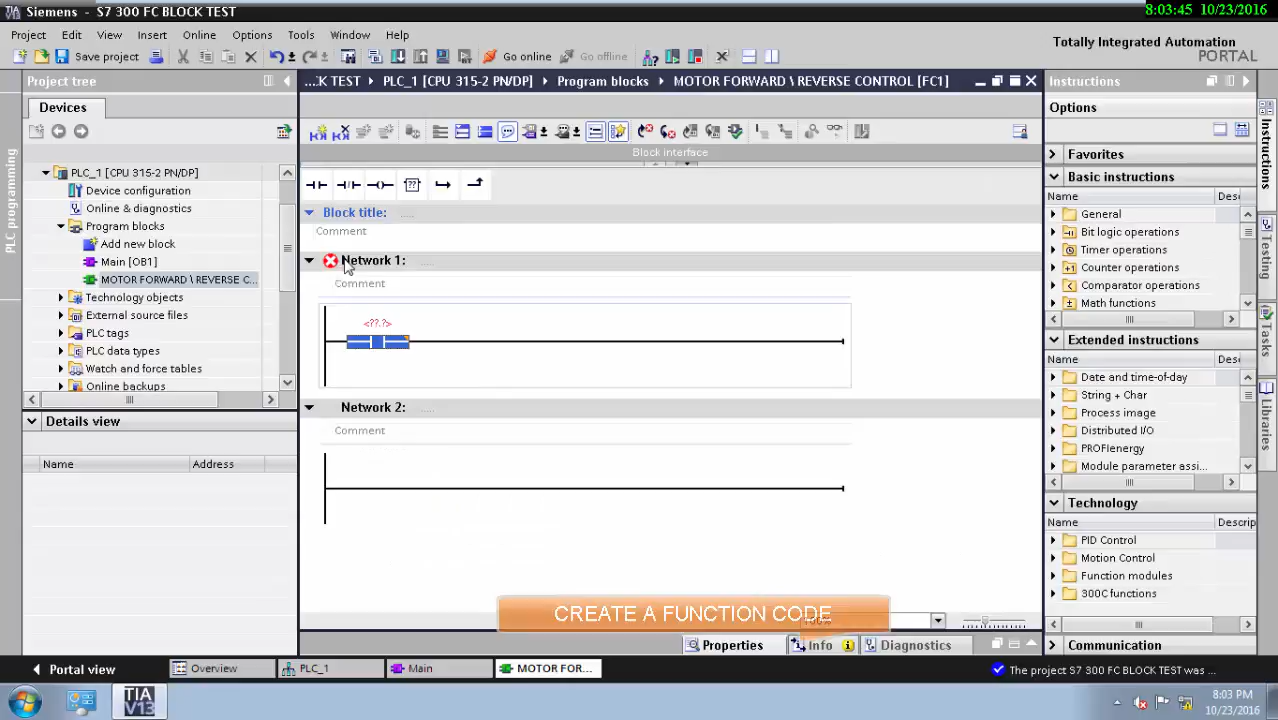 Siemens - S7 300 FC BLOCK TEST
8:03:45 10/23/2016
Project Edit View Insert Online Options Tools Window Help
Totally Integrated Automation
PORTAL
Save project
Go online
Go offline
Project tree
...K TEST PLC_1 [CPU 315-2 PN/DP] Program blocks MOTOR FORWARD \ REVERSE CONTROL [FC1]
Instructions
Devices
Options
PLC programming
Block interface
Favorites
Basic instructions
Name
General
Bit logic operations
Timer operations
Counter operations
Comparator operations
Math functions
Extended instructions
Name
Date and time-of-day
String + Char
Process image
Distributed I/O
PROFIenergy
Module parameter assi...
Technology
Name Descrip
PID Control
Motion Control
Function modules
300C functions
Communication
Instructions
Testing
Tasks
Libraries
PLC_1 [CPU 315-2 PN/DP]
Device configuration
Online & diagnostics
Program blocks
Add new block
Main [OB1]
MOTOR FORWARD \ REVERSE C...
Technology objects
External source files
PLC tags
PLC data types
Watch and force tables
Online backups
Details view
Name Address
??
Block title: .....
Comment
Network 1: .....
Comment
<??.?>
Network 2: .....
Comment
CREATE A FUNCTION CODE
Properties Info Diagnostics
Portal view Overview PLC_1 Main MOTOR FOR...
The project S7 300 FC BLOCK TEST was ...
TIA V13
8:03 PM
10/23/2016